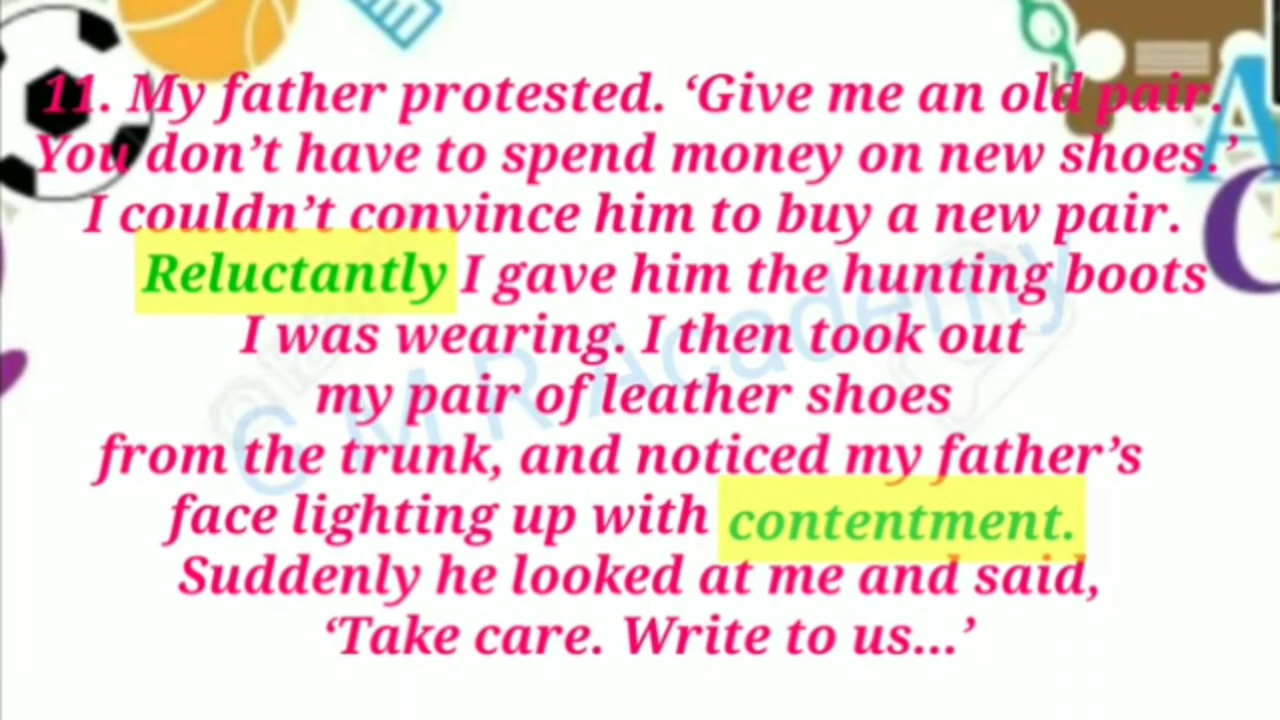 11. My father protested. ‘Give me an old pair.
You don’t have to spend money on new shoes.’
I couldn’t convince him to buy a new pair.
Reluctantly I gave him the hunting boots
I was wearing. I then took out
my pair of leather shoes
from the trunk, and noticed my father’s
face lighting up with contentment.
Suddenly he looked at me and said,
‘Take care. Write to us...’
C M R Academy
A